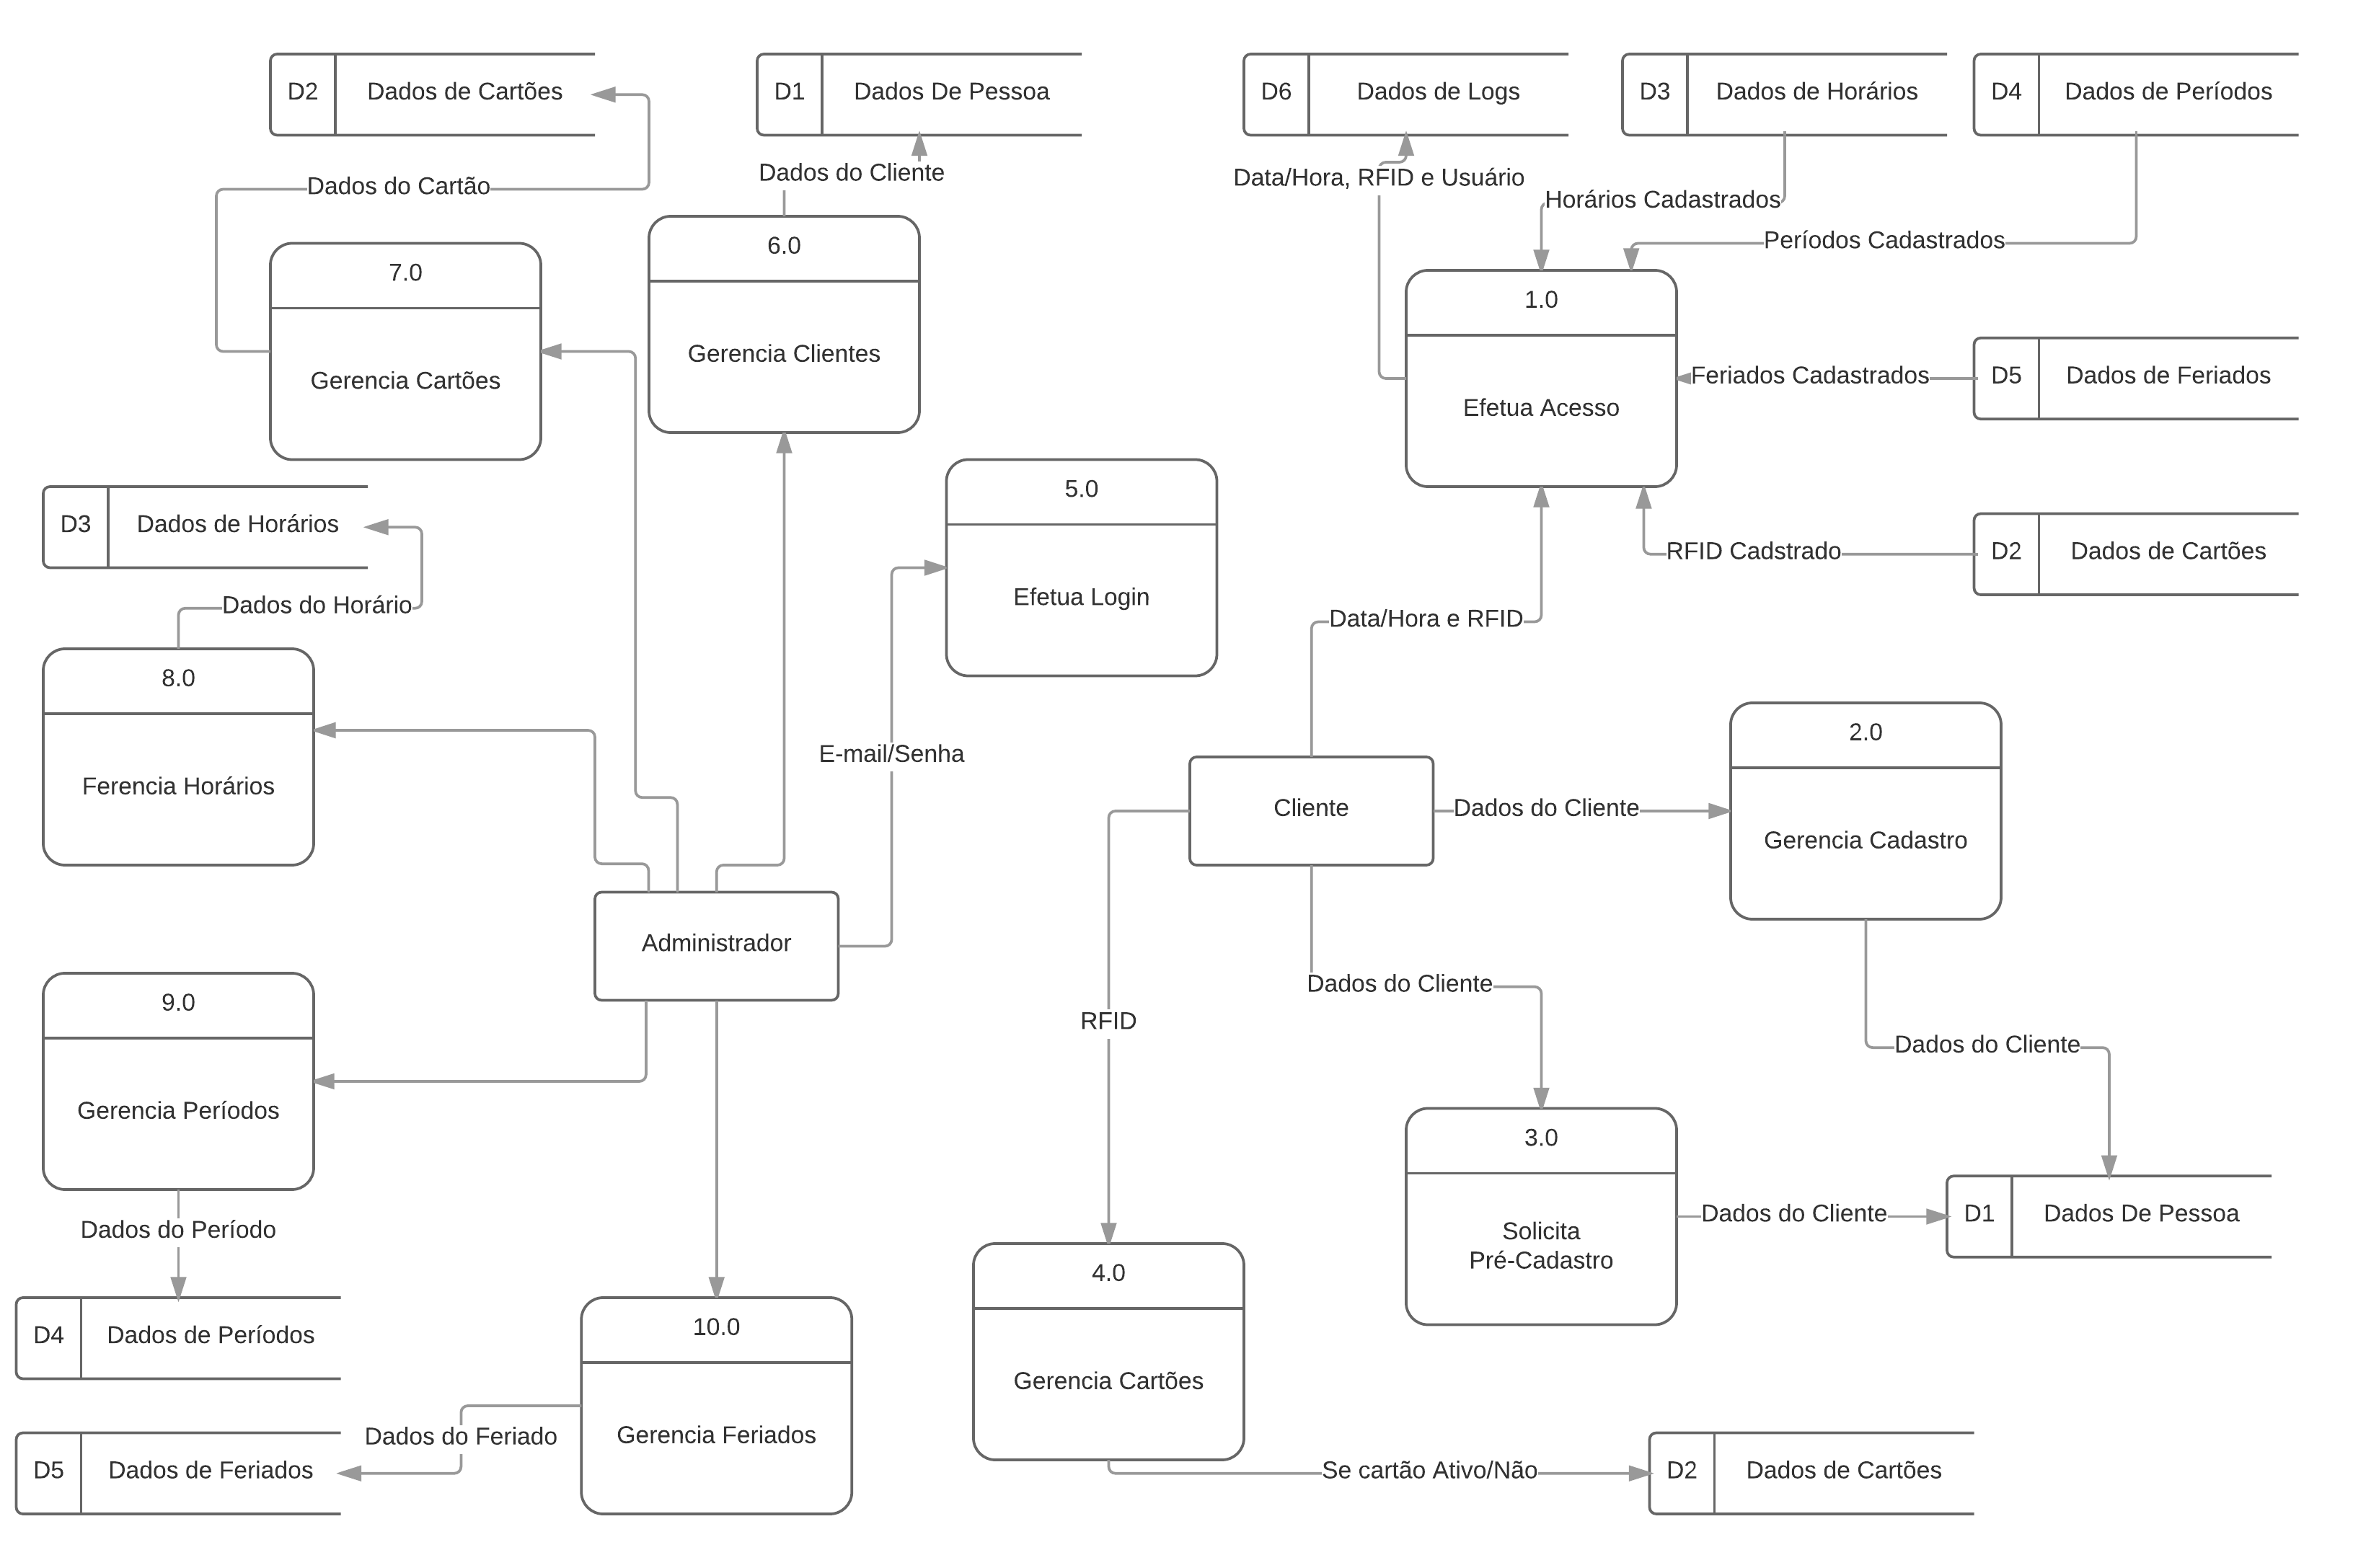 D2
Dados de Cartões
D1
Dados De Pessoa
D6
Dados de Logs
D3
Dados de Horários
D4
Dados de Períodos
Dados do Cartão
Dados do Cliente
Data/Hora, RFID e Usuário
Horários Cadastrados
Períodos Cadastrados
7.0
Gerencia Cartões
6.0
Gerencia Clientes
1.0
Efetua Acesso
Feriados Cadastrados
D5
Dados de Feriados
D3
Dados de Horários
5.0
Efetua Login
RFID Cadstrado
D2
Dados de Cartões
Dados do Horário
Data/Hora e RFID
8.0
Ferencia Horários
E-mail/Senha
Cliente
Dados do Cliente
2.0
Gerencia Cadastro
Administrador
Dados do Cliente
RFID
Dados do Cliente
9.0
Gerencia Períodos
3.0
Solicita
Pré-Cadastro
Dados do Cliente
D1
Dados De Pessoa
Dados do Período
4.0
Gerencia Cartões
D4
Dados de Períodos
10.0
Gerencia Feriados
Dados do Feriado
D5
Dados de Feriados
Se cartão Ativo/Não
D2
Dados de Cartões